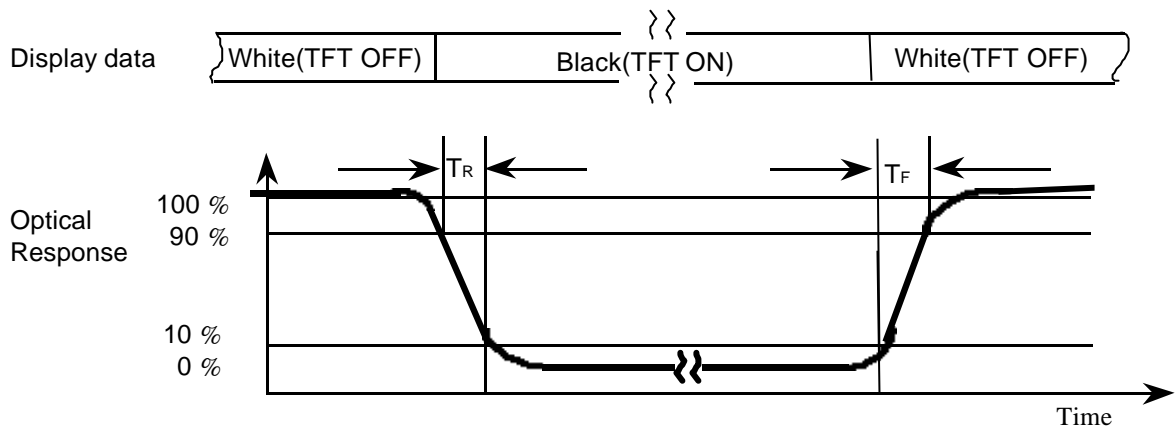 Display data
White(TFT OFF)
Black(TFT ON)
White(TFT OFF)
TR
TF
Optical
Response
100 %
90 %
10 %
0 %
Time